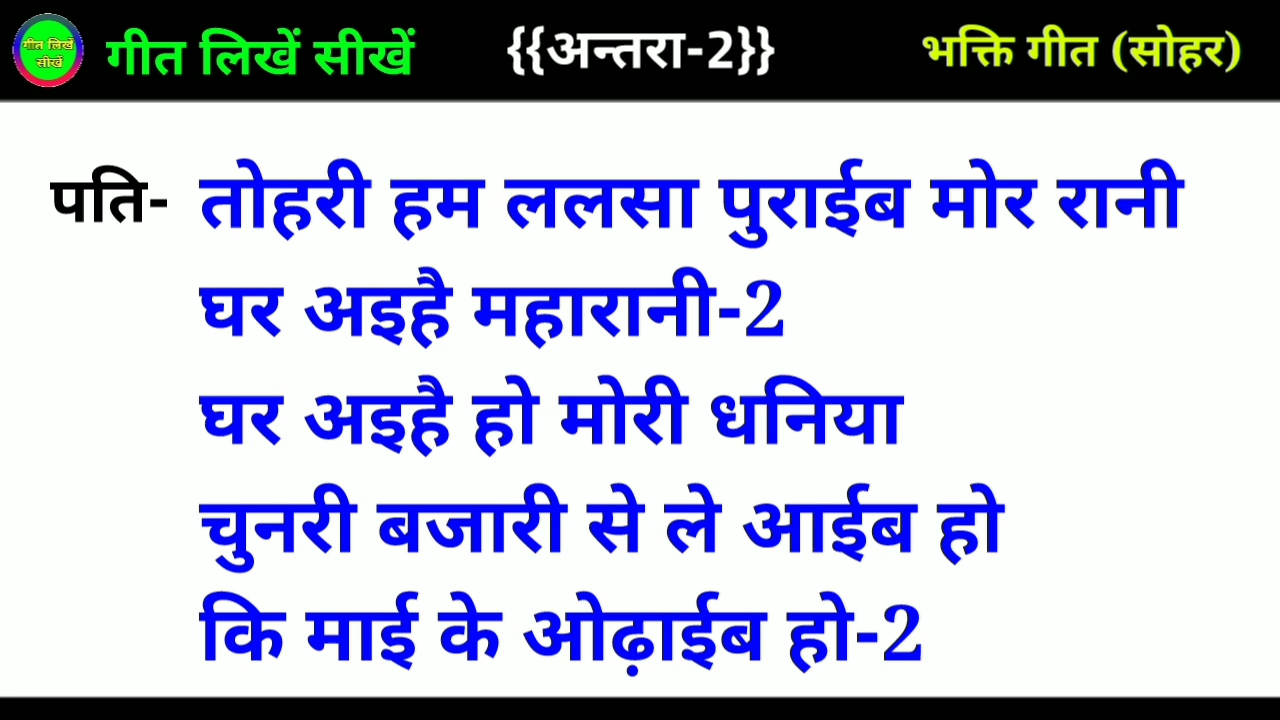 गीत लिखें
सीखें
गीत लिखें सीखें
{{अन्तरा-2}}
भक्ति गीत (सोहर)
पति- तोहरी हम ललसा पुराईब मोर रानी
घर अइहै महारानी-2
घर अइहै हो मोरी धनिया
चुनरी बजारी से ले आईब हो
कि माई के ओढ़ाईब हो-2